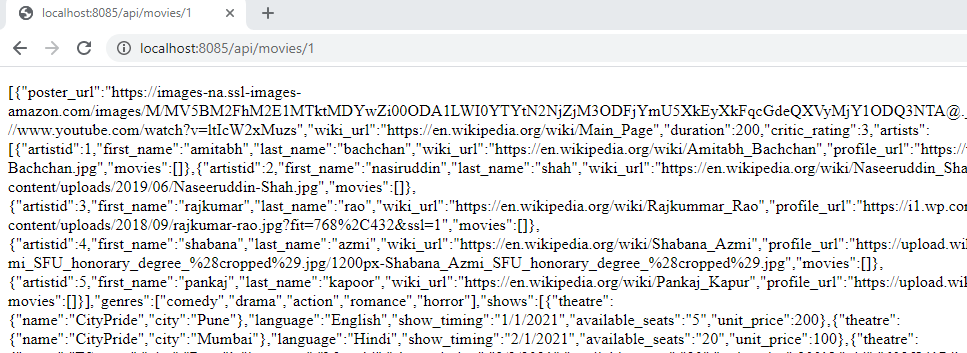 localhost:8085/api/movies/1
localhost:8085/api/movies/1
[{"poster_url":"https://images-na.ssl-images-
amazon.com/images/M/MV5BM2FhM2E1MTktMDYwZi00ODA1LWI0YTYtN2NjZjM3ODFjYmU5XkEyXkFqcGdeQXVyMjY1ODQ3NTA@._
//www.youtube.com/watch?v=ltIcW2xMuzs","wiki_url":"https://en.wikipedia.org/wiki/Main_Page","duration":200,"critic_rating":3,"artists":
[{"artistid":1,"first_name":"amitabh","last_name":"bachchan","wiki_url":"https://en.wikipedia.org/wiki/Amitabh_Bachchan","profile_url":"https://
Bachchan.jpg","movies":[]},{"artistid":2,"first_name":"nasiruddin","last_name":"shah","wiki_url":"https://en.wikipedia.org/wiki/Naseeruddin_Sha
content/uploads/2019/06/Naseeruddin-Shah.jpg","movies":[]},
{"artistid":3,"first_name":"rajkumar","last_name":"rao","wiki_url":"https://en.wikipedia.org/wiki/Rajkummar_Rao","profile_url":"https://i1.wp.co
content/uploads/2018/09/rajkumar-rao.jpg?fit=768%2C432&ssl=1","movies":[]},
{"artistid":4,"first_name":"shabana","last_name":"azmi","wiki_url":"https://en.wikipedia.org/wiki/Shabana_Azmi","profile_url":"https://upload.wi
mi_SFU_honorary_degree_%28cropped%29.jpg/1200px-Shabana_Azmi_SFU_honorary_degree_%28cropped%29.jpg","movies":[]},
{"artistid":5,"first_name":"pankaj","last_name":"kapoor","wiki_url":"https://en.wikipedia.org/wiki/Pankaj_Kapur","profile_url":"https://upload.wik
movies":[]}],"genres":["comedy","drama","action","romance","horror"],"shows":[{"theatre":
{"name":"CityPride","city":"Pune"},"language":"English","show_timing":"1/1/2021","available_seats":"5","unit_price":200},{"theatre":
{"name":"CityPride","city":"Mumbai"},"language":"Hindi","show_timing":"2/1/2021","available_seats":"20","unit_price":100},{"theatre":